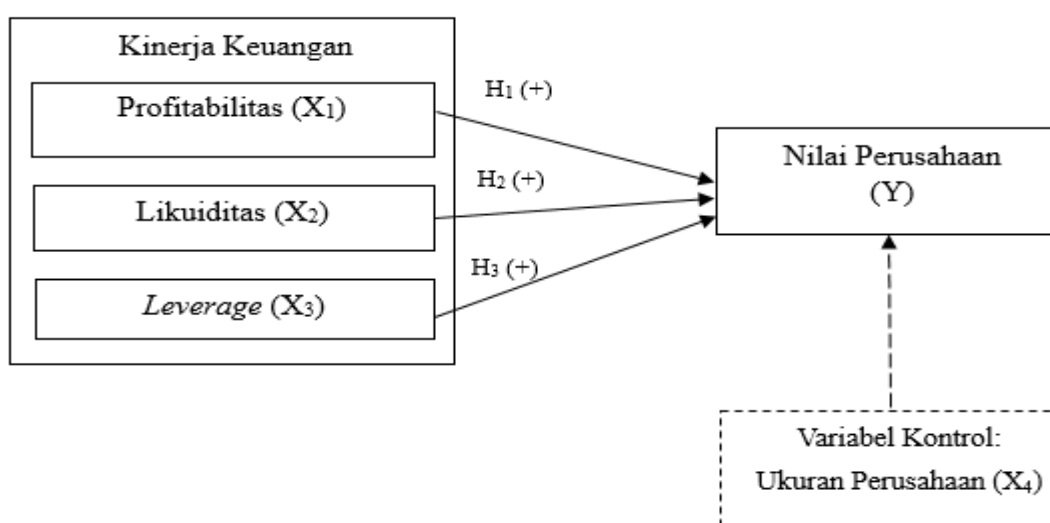 Kinerja Keuangan
Profitabilitas (X₁)
H₁ (+)
Likuiditas (X₂)
H₂ (+)
Leverage (X₃)
H₃ (+)
Nilai Perusahaan
(Y)
Variabel Kontrol:
Ukuran Perusahaan (X₄)